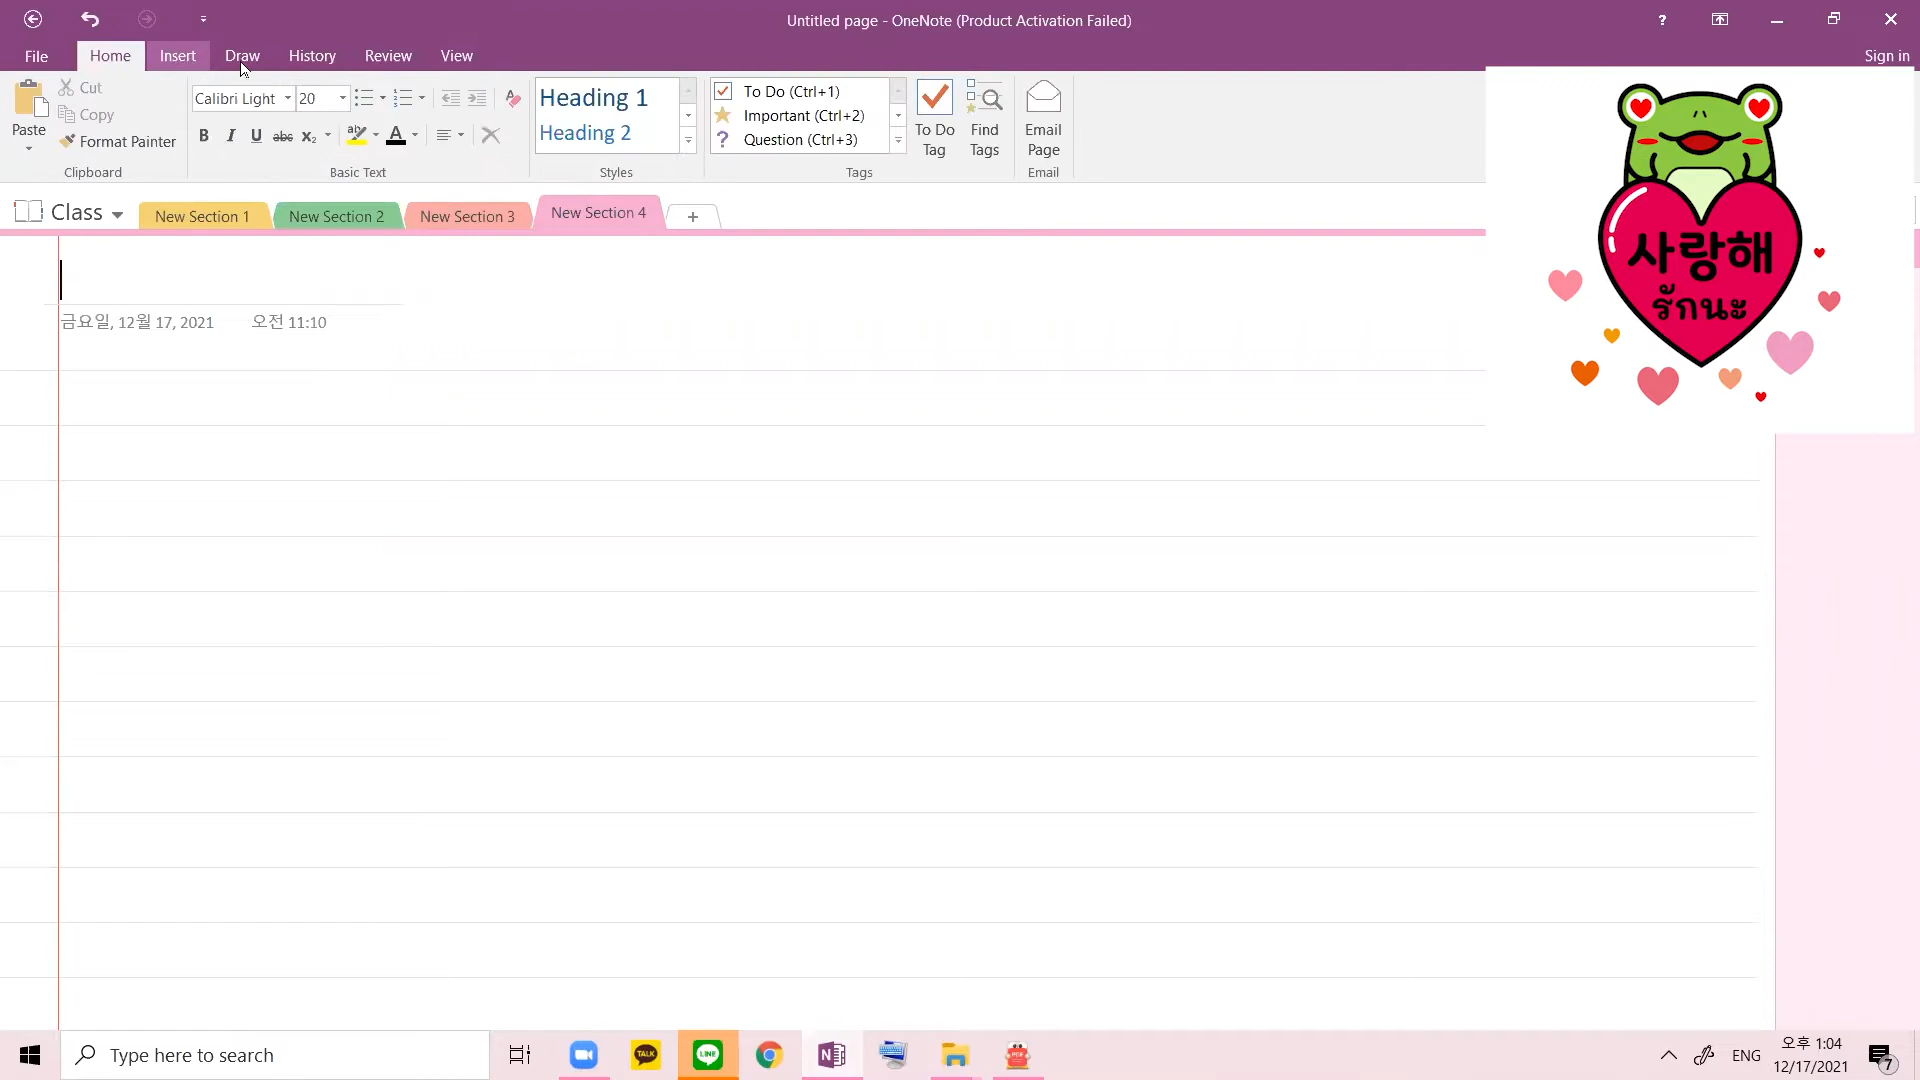 Untitled page - OneNote (Product Activation Failed)
?
File Home Insert Draw History Review View Sign in
Paste
Cut
Copy
Format Painter
Clipboard
Calibri Light 20
B I U abc X₂ ab A
Basic Text
Heading 1
Heading 2
Styles
To Do (Ctrl+1)
Important (Ctrl+2)
? Question (Ctrl+3)
Tags
To Do
Tag
Find
Tags
Email
Page
Email
사랑해
รักนะ
Class New Section 1 New Section 2 New Section 3 New Section 4 +
금요일, 12월 17, 2021 오전 11:10
Type here to search
TALK
LINE
N
PDF
ENG
오후 1:04
12/17/2021
7